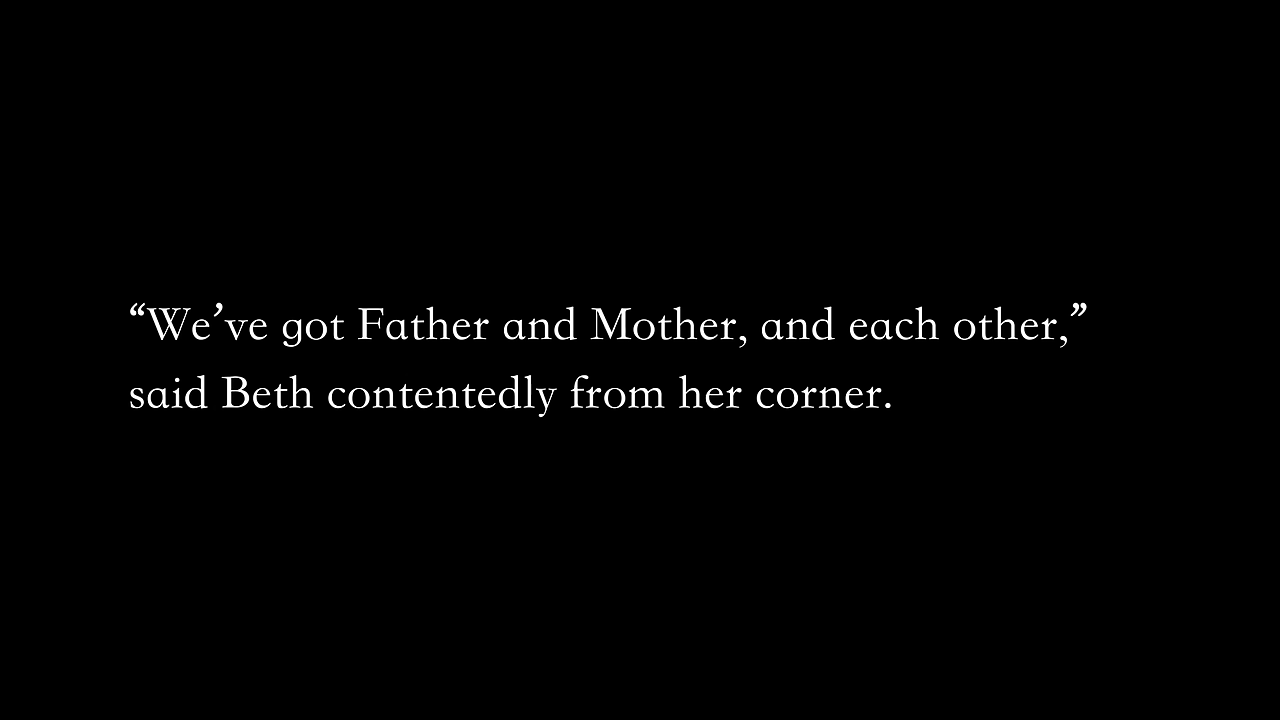 “We’ve got Father and Mother, and each other,”
said Beth contentedly from her corner.